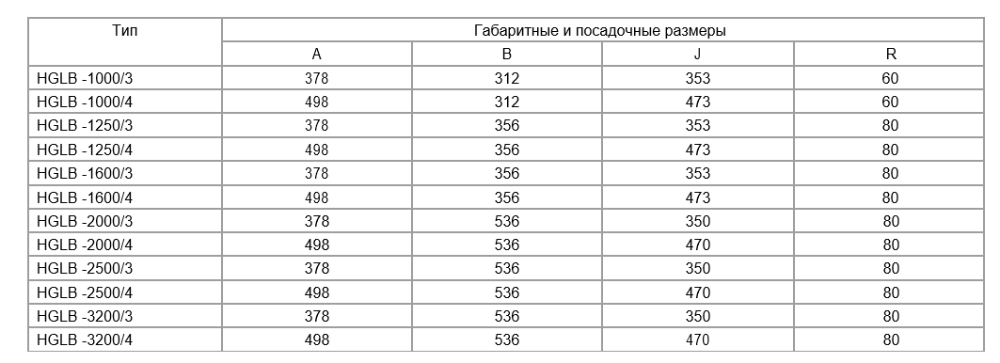 Тип Габаритные и посадочные размеры
A B J R
HGLB -1000/3 378 312 353 60
HGLB -1000/4 498 312 473 60
HGLB -1250/3 378 356 353 80
HGLB -1250/4 498 356 473 80
HGLB -1600/3 378 356 353 80
HGLB -1600/4 498 356 473 80
HGLB -2000/3 378 536 350 80
HGLB -2000/4 498 536 470 80
HGLB -2500/3 378 536 350 80
HGLB -2500/4 498 536 470 80
HGLB -3200/3 378 536 350 80
HGLB -3200/4 498 536 470 80